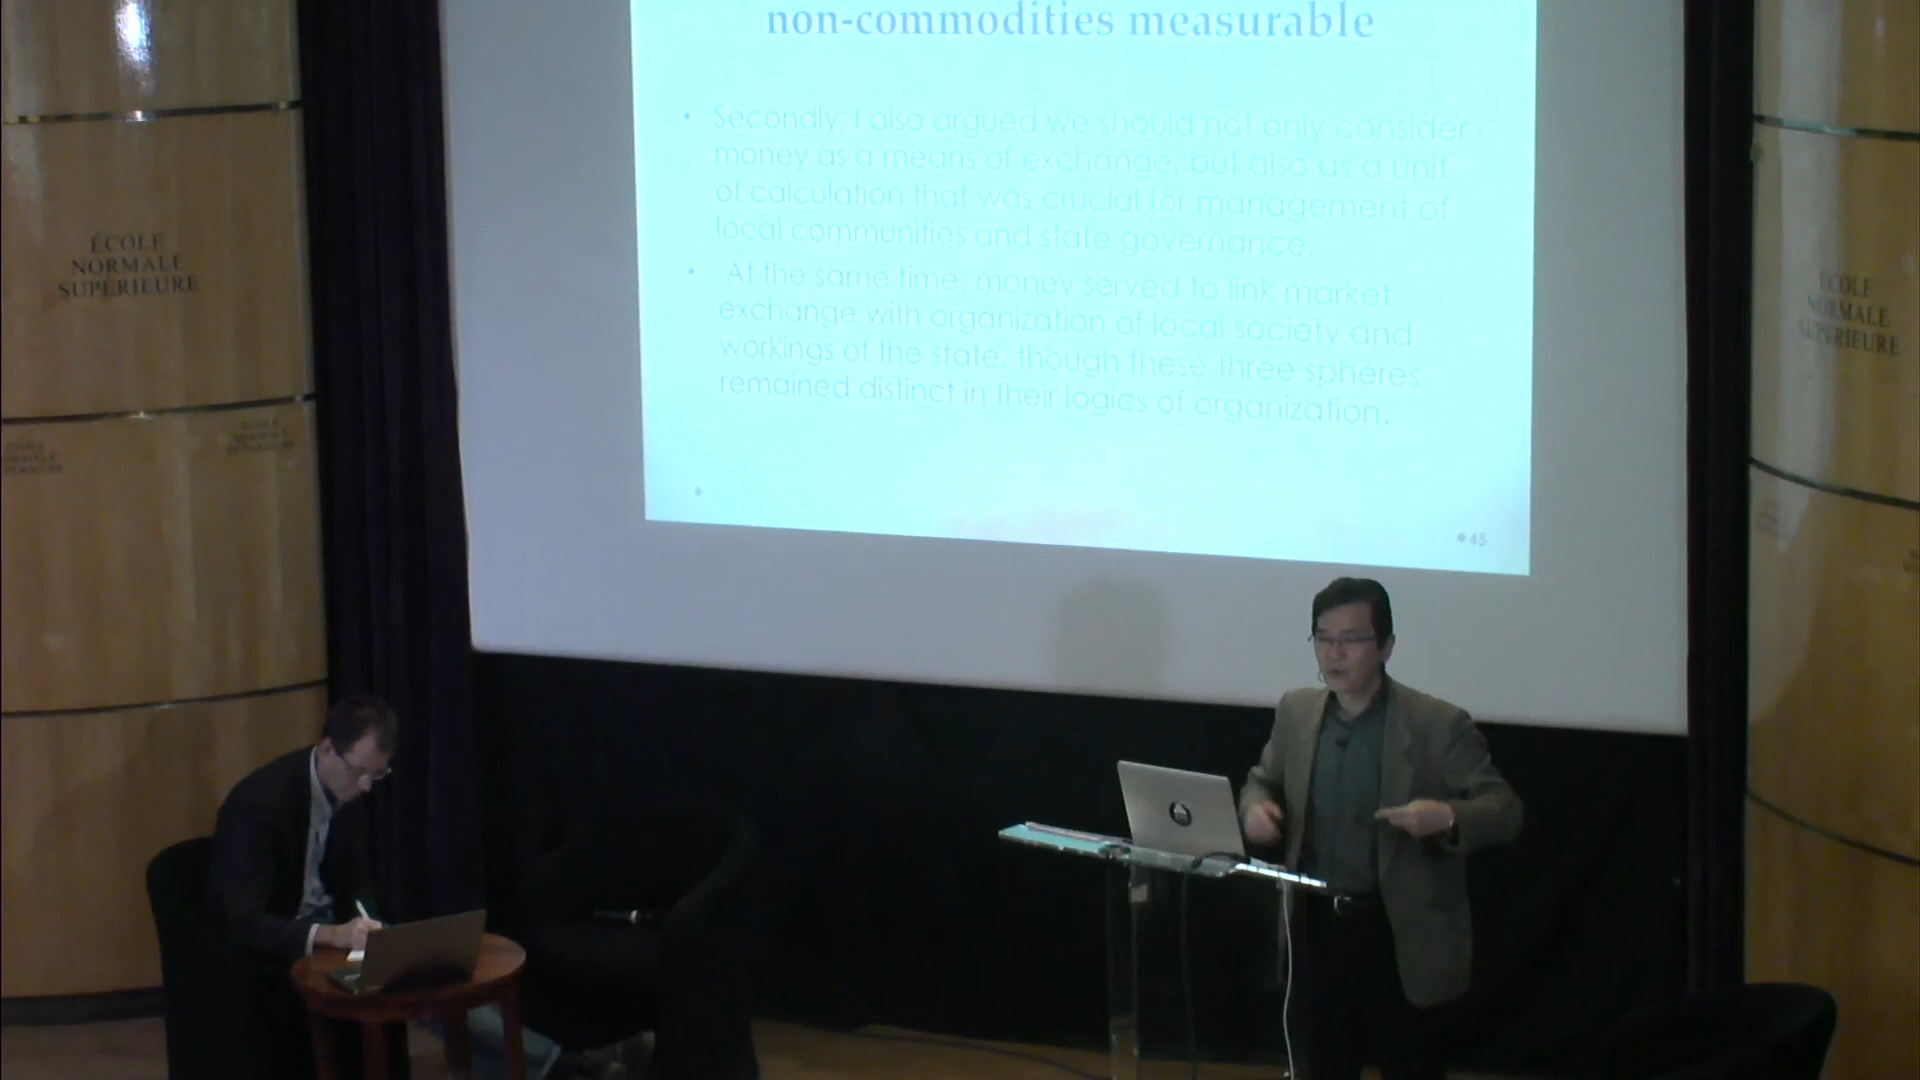 non-commodities measurable
• Secondly, I also argued we should not only consider
money as a means of exchange, but also as a unit
of calculation that was crucial for management of
local communities and state governance.
• At the same time, money served to link market
exchange with organization of local society and
workings of the state, though these three spheres
remained distinct in their logics of organization.
45
ÉCOLE
NORMALE
SUPÉRIEURE
ÉCOLE
NORMALE
SUPÉRIEURE